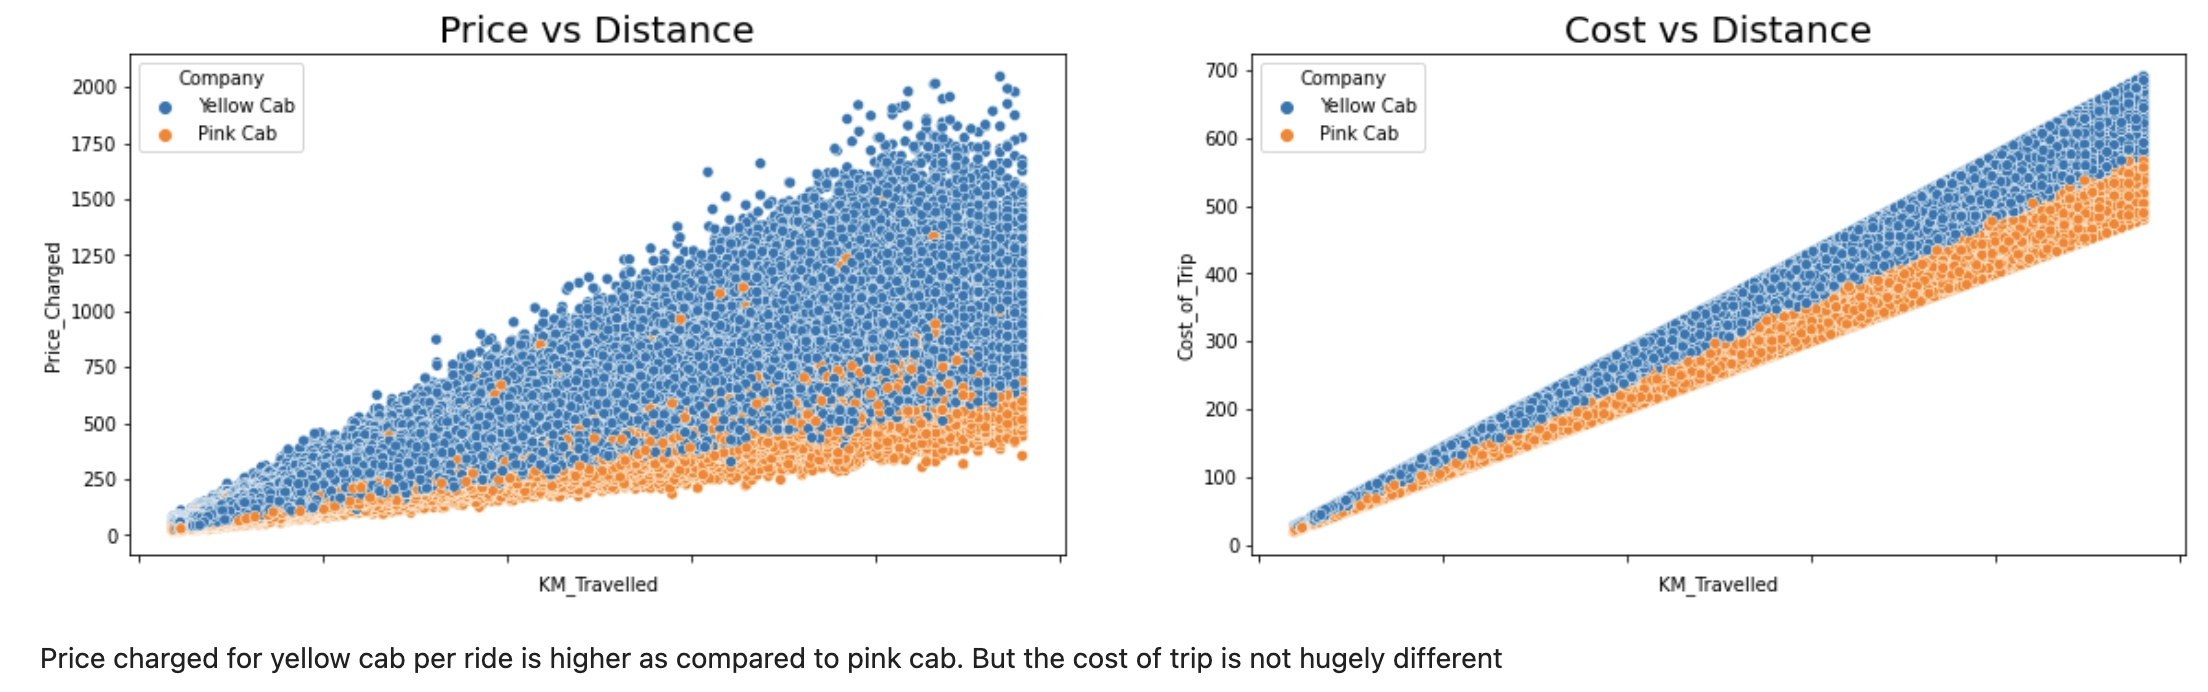 Price vs Distance
Company
Yellow Cab
Pink Cab
2000
1750
1500
1250
1000
750
500
250
0
Price_Charged
KM_Travelled
Cost vs Distance
Company
Yellow Cab
Pink Cab
700
600
500
400
300
200
100
0
Cost_of_Trip
KM_Travelled
Price charged for yellow cab per ride is higher as compared to pink cab. But the cost of trip is not hugely different